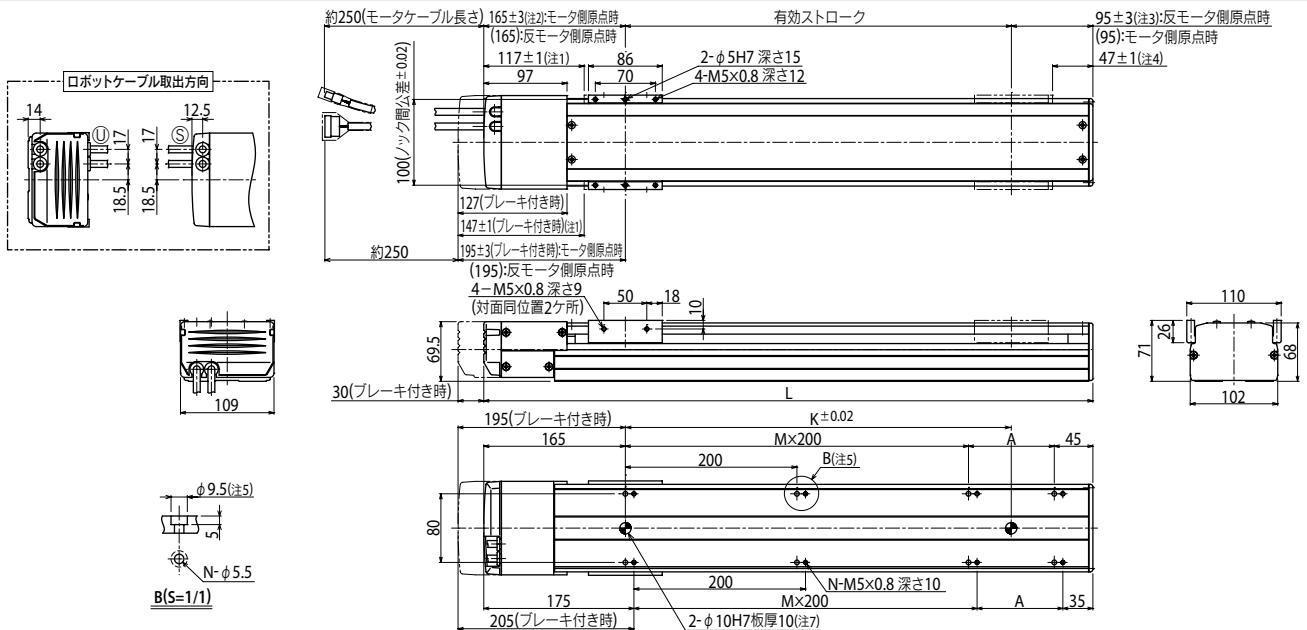 約250(モータケーブル長さ)
165±3(注2):モータ側原点時
(165):反モータ側原点時
有効ストローク
95±3(注3):反モータ側原点時
(95):モータ側原点時
117±1(注1)
86
2-φ5H7 深さ15
47±1(注4)
97
70
4-M5×0.8 深さ12
ロボットケーブル取出方向
14
12.5
Ⓤ
17
17
Ⓢ
18.5
18.5
100(ノック間公差±0.02)
127(ブレーキ付き時)
147±1(ブレーキ付き時)(注1)
約250
195±3(ブレーキ付き時):モータ側原点時
(195):反モータ側原点時
4-M5×0.8 深さ9
(対面同位置2ケ所)
50
18
10
110
26
71
68
102
69.5
109
30(ブレーキ付き時)
L
195(ブレーキ付き時)
K±0.02
165
M×200
A
45
200
B(注5)
φ9.5(注5)
5
N-φ5.5
B(S=1/1)
80
200
N-M5×0.8 深さ10
175
M×200
A
35
205(ブレーキ付き時)
2-φ10H7板厚10(注7)